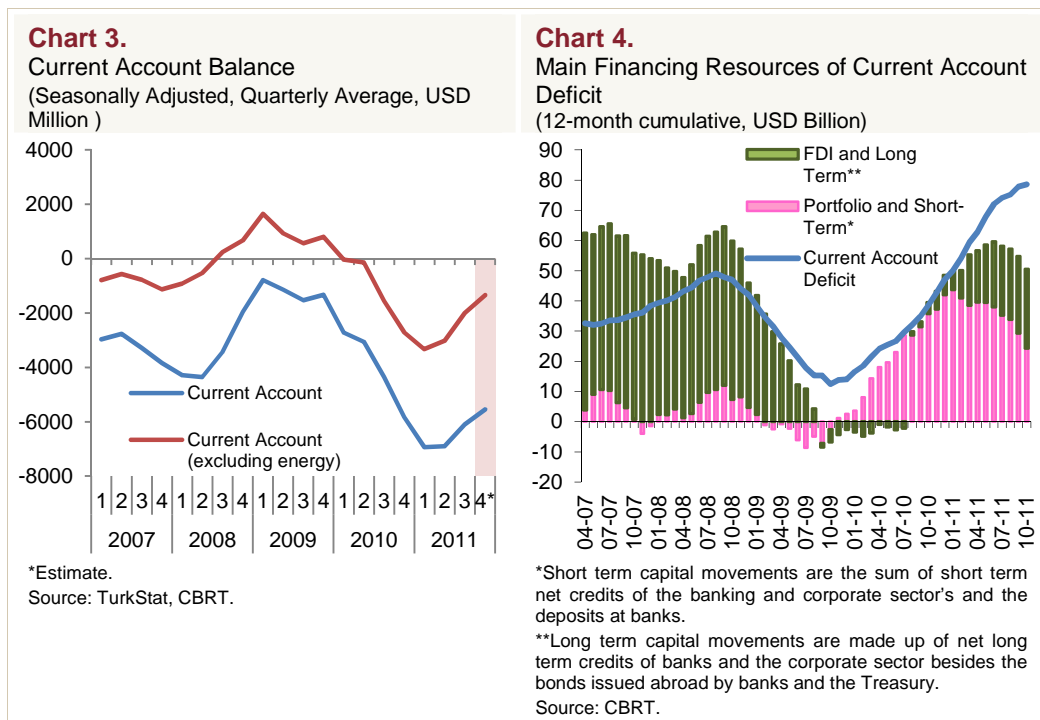 Chart 3.
Current Account Balance
(Seasonally Adjusted, Quarterly Average, USD
Million )
4000
2000
0
-2000
-4000
-6000
-8000
Current Account
Current Account
(excluding energy)
1 2 3 4 1 2 3 4 1 2 3 4 1 2 3 4 1 2 3 4*
2007 2008 2009 2010 2011
*Estimate.
Source: TurkStat, CBRT.
Chart 4.
Main Financing Resources of Current Account
Deficit
(12-month cumulative, USD Billion)
90
80
70
60
50
40
30
20
10
0
-10
-20
FDI and Long
Term**
Portfolio and Short-
Term*
Current Account
Deficit
04-07 07-07 10-07 01-08 04-08 07-08 10-08 01-09 04-09 07-09 10-09 01-10 04-10 07-10 10-10 01-11 04-11 07-11 10-11
*Short term capital movements are the sum of short term
net credits of the banking and corporate sector's and the
deposits at banks.
**Long term capital movements are made up of net long
term credits of banks and the corporate sector besides the
bonds issued abroad by banks and the Treasury.
Source: CBRT.